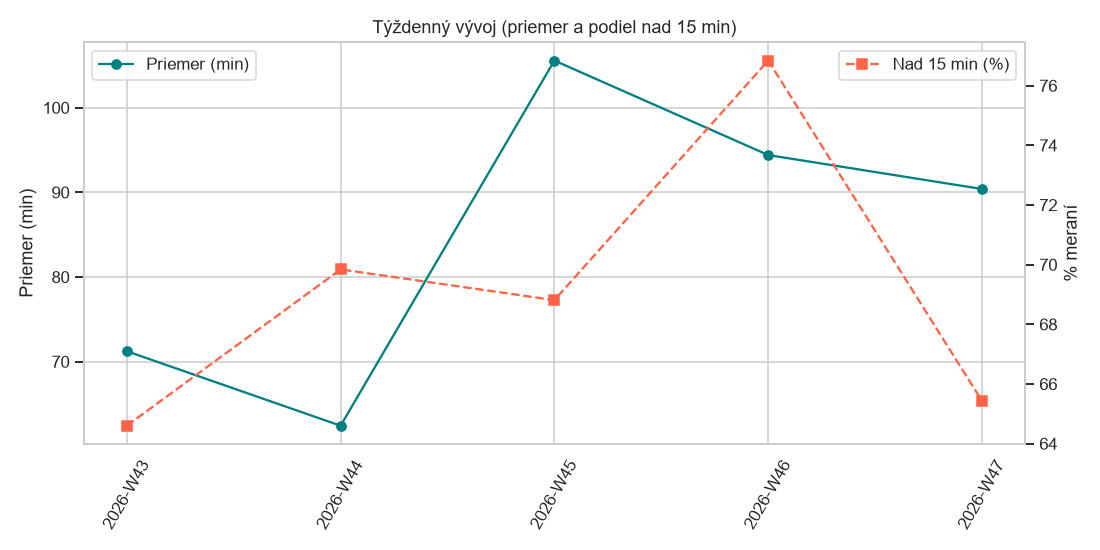 Týždenný vývoj (priemer a podiel nad 15 min)
Priemer (min)
Nad 15 min (%)
100
90
80
70
Priemer (min)
76
74
72
70
68
66
64
% meraní
2026-W43
2026-W44
2026-W45
2026-W46
2026-W47